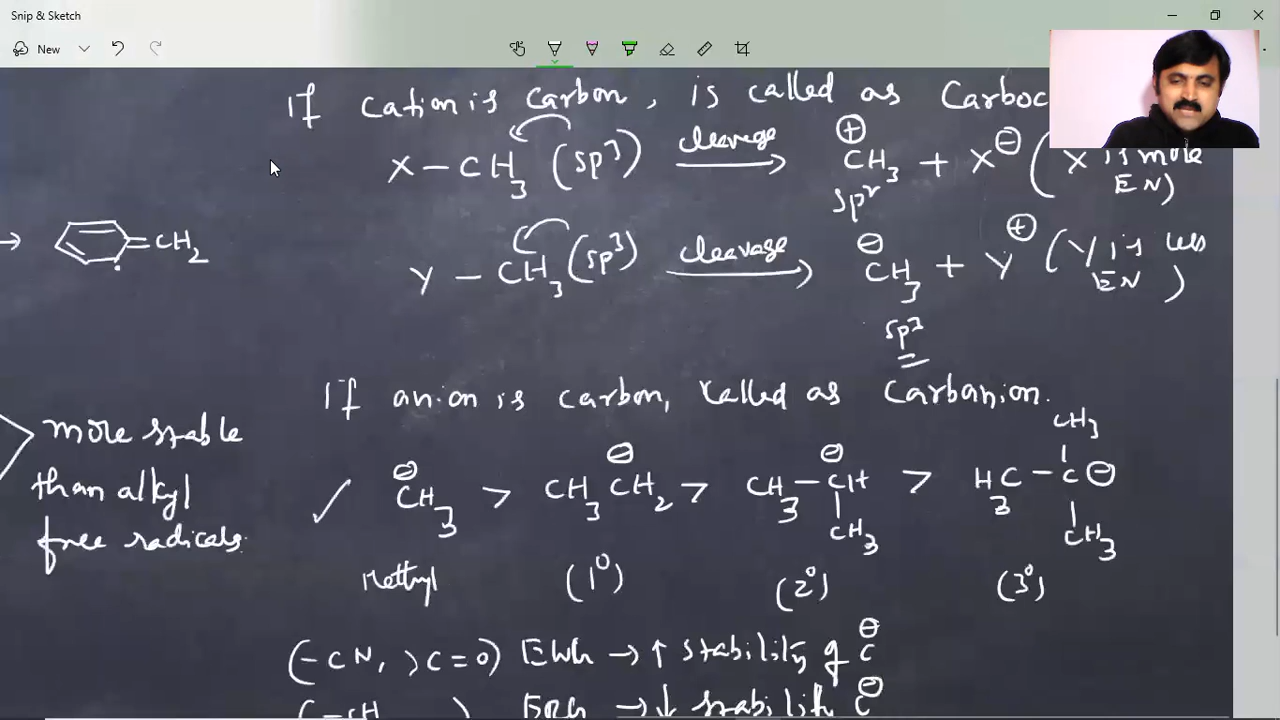 Snip & Sketch
New
If cation is carbon, is called as Carboc
X – CH3 (sp3) cleavage → ⊕CH3 + X⊖ (X is more EN)
sp2
→ =CH2
Y – CH3 (sp3) cleavage → ⊖CH3 + Y⊕ (Y is less EN)
sp3
If anion is carbon, called as Carbanion.
more stable
than alkyl
free radicals.
✓ ⊖CH3 > CH3 ⊖CH2 > CH3 – ⊖CH > H3C – C⊖
CH3
CH3
CH3
Methyl (1°) (2°) (3°)
(–CN, >C=O) EWG → ↑ stability of ⊖C
(–CH ) ERG → ↓ stability ⊖C